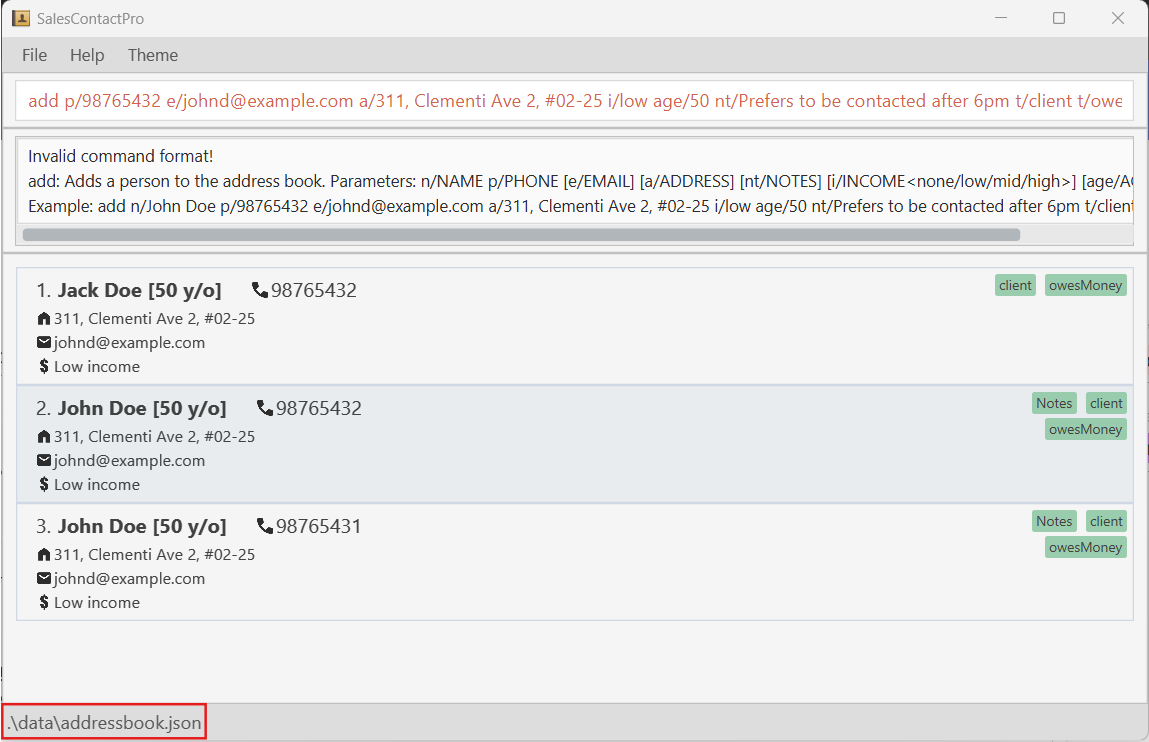 SalesContactPro
File Help Theme
add p/98765432 e/johnd@example.com a/311, Clementi Ave 2, #02-25 i/low age/50 nt/Prefers to be contacted after 6pm t/client t/owe
Invalid command format!
add: Adds a person to the address book. Parameters: n/NAME p/PHONE [e/EMAIL] [a/ADDRESS] [nt/NOTES] [i/INCOME<none/low/mid/high>] [age/AG
Example: add n/John Doe p/98765432 e/johnd@example.com a/311, Clementi Ave 2, #02-25 i/low age/50 nt/Prefers to be contacted after 6pm t/client
1. Jack Doe [50 y/o] 98765432 client owesMoney
311, Clementi Ave 2, #02-25
johnd@example.com
$ Low income
2. John Doe [50 y/o] 98765432 Notes client
owesMoney
311, Clementi Ave 2, #02-25
johnd@example.com
$ Low income
3. John Doe [50 y/o] 98765431 Notes client
owesMoney
311, Clementi Ave 2, #02-25
johnd@example.com
$ Low income
.\data\addressbook.json